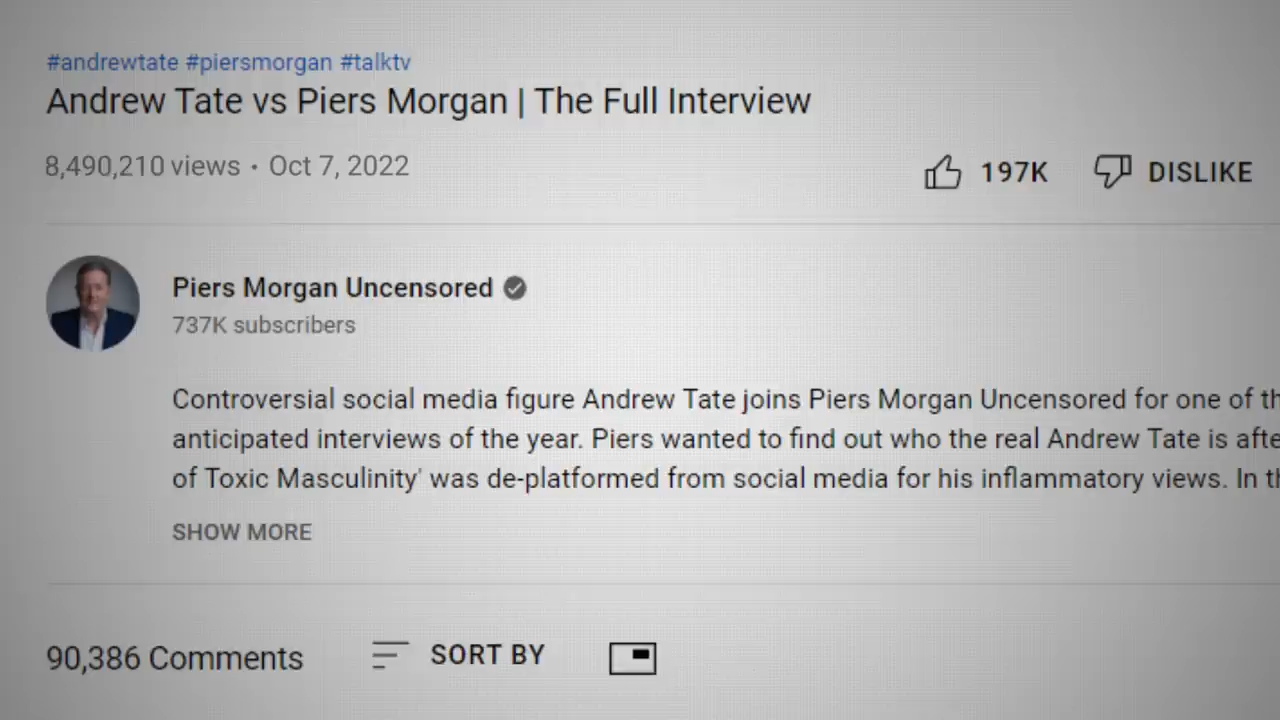 #andrewtate #piersmorgan #talktv
Andrew Tate vs Piers Morgan | The Full Interview
8,490,210 views • Oct 7, 2022
197K DISLIKE
Piers Morgan Uncensored
737K subscribers
Controversial social media figure Andrew Tate joins Piers Morgan Uncensored for one of th
anticipated interviews of the year. Piers wanted to find out who the real Andrew Tate is afte
of Toxic Masculinity' was de-platformed from social media for his inflammatory views. In th
SHOW MORE
90,386 Comments SORT BY